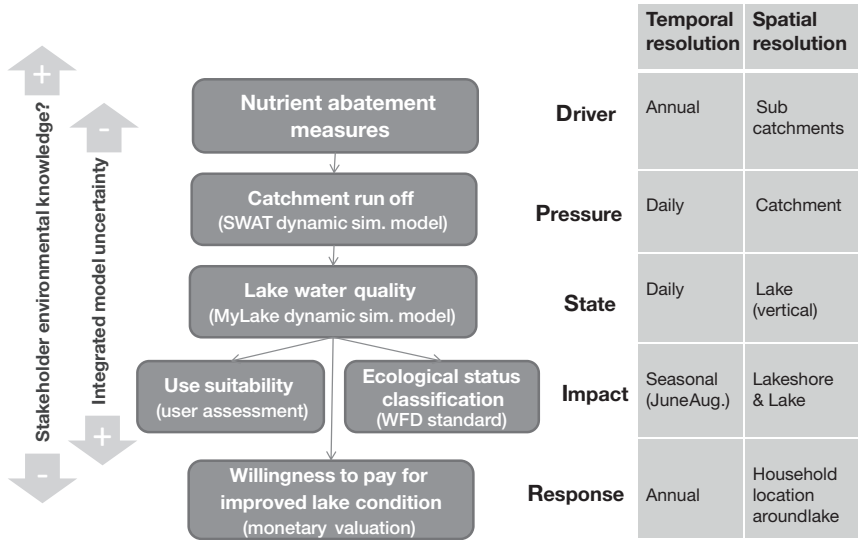 Temporal resolution
Spatial resolution
Stakeholder environmental knowledge?
+
-
Integrated model uncertainty
-
+
Nutrient abatement
measures
Driver
Annual
Sub
catchments
Catchment run off
(SWAT dynamic sim. model)
Pressure
Daily
Catchment
Lake water quality
(MyLake dynamic sim. model)
State
Daily
Lake
(vertical)
Use suitability
(user assessment)
Ecological status
classification
(WFD standard)
Impact
Seasonal
(JuneAug.)
Lakeshore
& Lake
Willingness to pay for
improved lake condition
(monetary valuation)
Response
Annual
Household
location
aroundlake